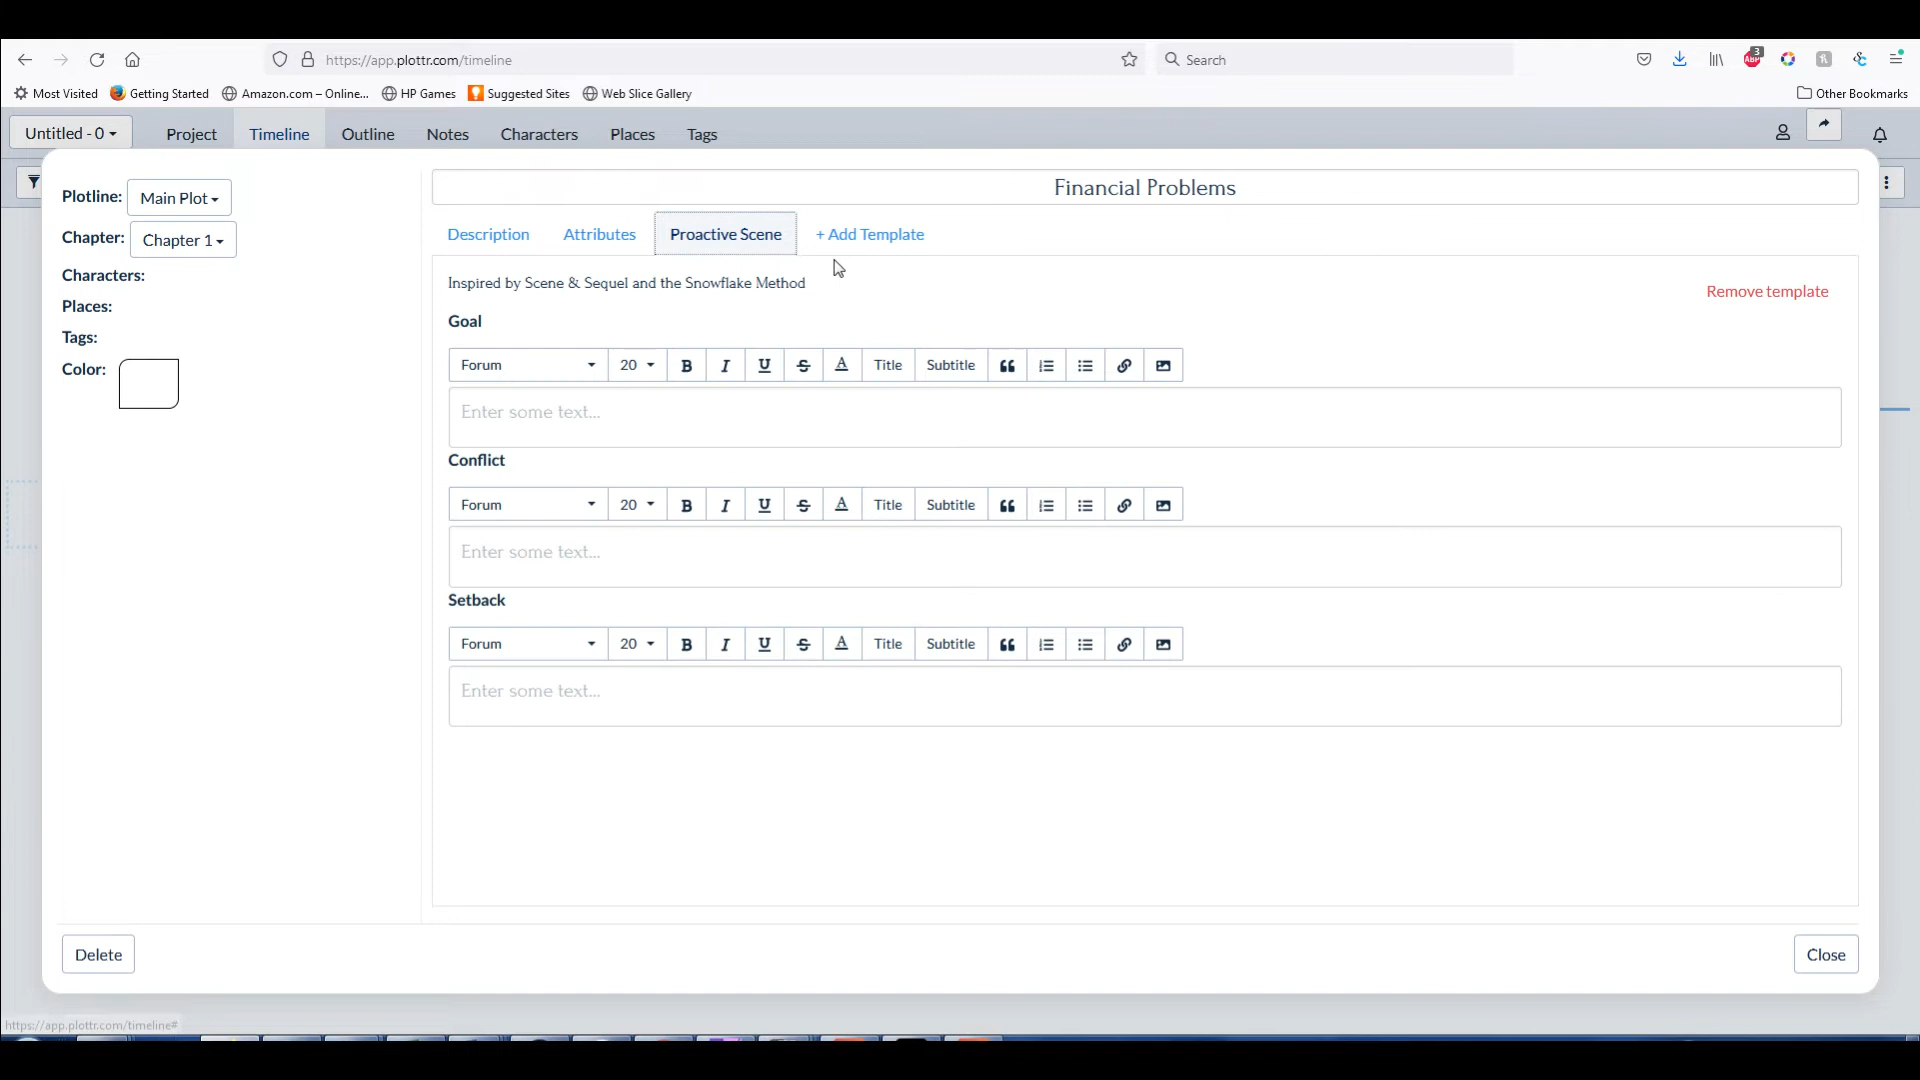 https://app.plottr.com/timeline
Search
3
ABP
Most Visited
Getting Started
Amazon.com – Online...
HP Games
Suggested Sites
Web Slice Gallery
Other Bookmarks
Untitled - 0
Project
Timeline
Outline
Notes
Characters
Places
Tags
Plotline:
Main Plot
Chapter:
Chapter 1
Characters:
Places:
Tags:
Color:
Financial Problems
Description
Attributes
Proactive Scene
+ Add Template
Inspired by Scene & Sequel and the Snowflake Method
Remove template
Goal
Forum 20 B I U S A Title Subtitle
Enter some text...
Conflict
Forum 20 B I U S A Title Subtitle
Enter some text...
Setback
Forum 20 B I U S A Title Subtitle
Enter some text...
Delete
Close
https://app.plottr.com/timeline#